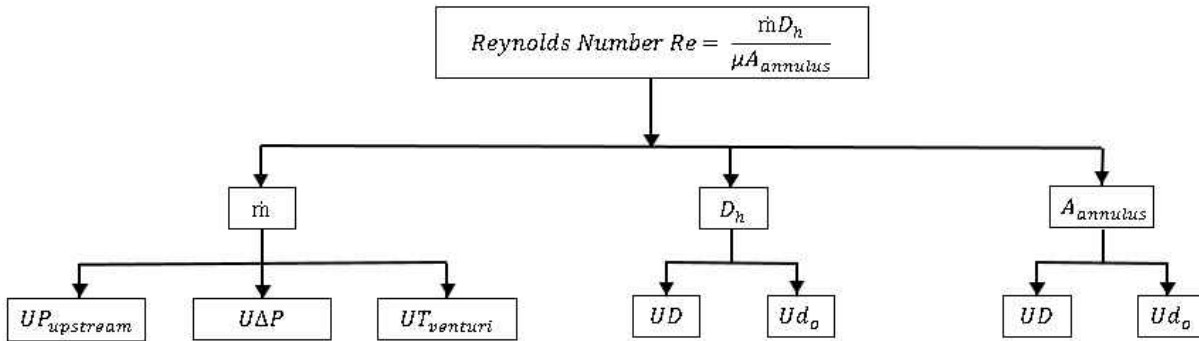 Reynolds Number Re = ṁD_h / μA_annulus
ṁ
D_h
A_annulus
UP_upstream
UΔP
UT_venturi
UD
Ud_o
UD
Ud_o